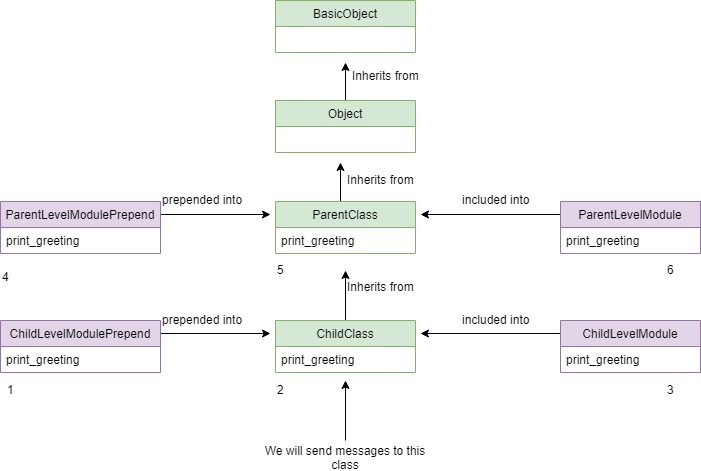 BasicObject
Inherits from
Object
Inherits from
prepended into
included into
ParentLevelModulePrepend
ParentClass
ParentLevelModule
print_greeting
print_greeting
print_greeting
4
5
6
Inherits from
prepended into
included into
ChildLevelModulePrepend
ChildClass
ChildLevelModule
print_greeting
print_greeting
print_greeting
1
2
3
We will send messages to this
class